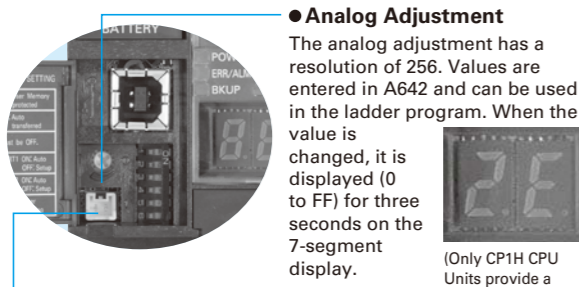 BATTERY
SETTING
POW
ERR/ALM
BKUP
● Analog Adjustment
The analog adjustment has a
resolution of 256. Values are
entered in A642 and can be used
in the ladder program. When the
value is
changed, it is
displayed (0
to FF) for three
seconds on the
7-segment
display.
2E
(Only CP1H CPU
Units provide a